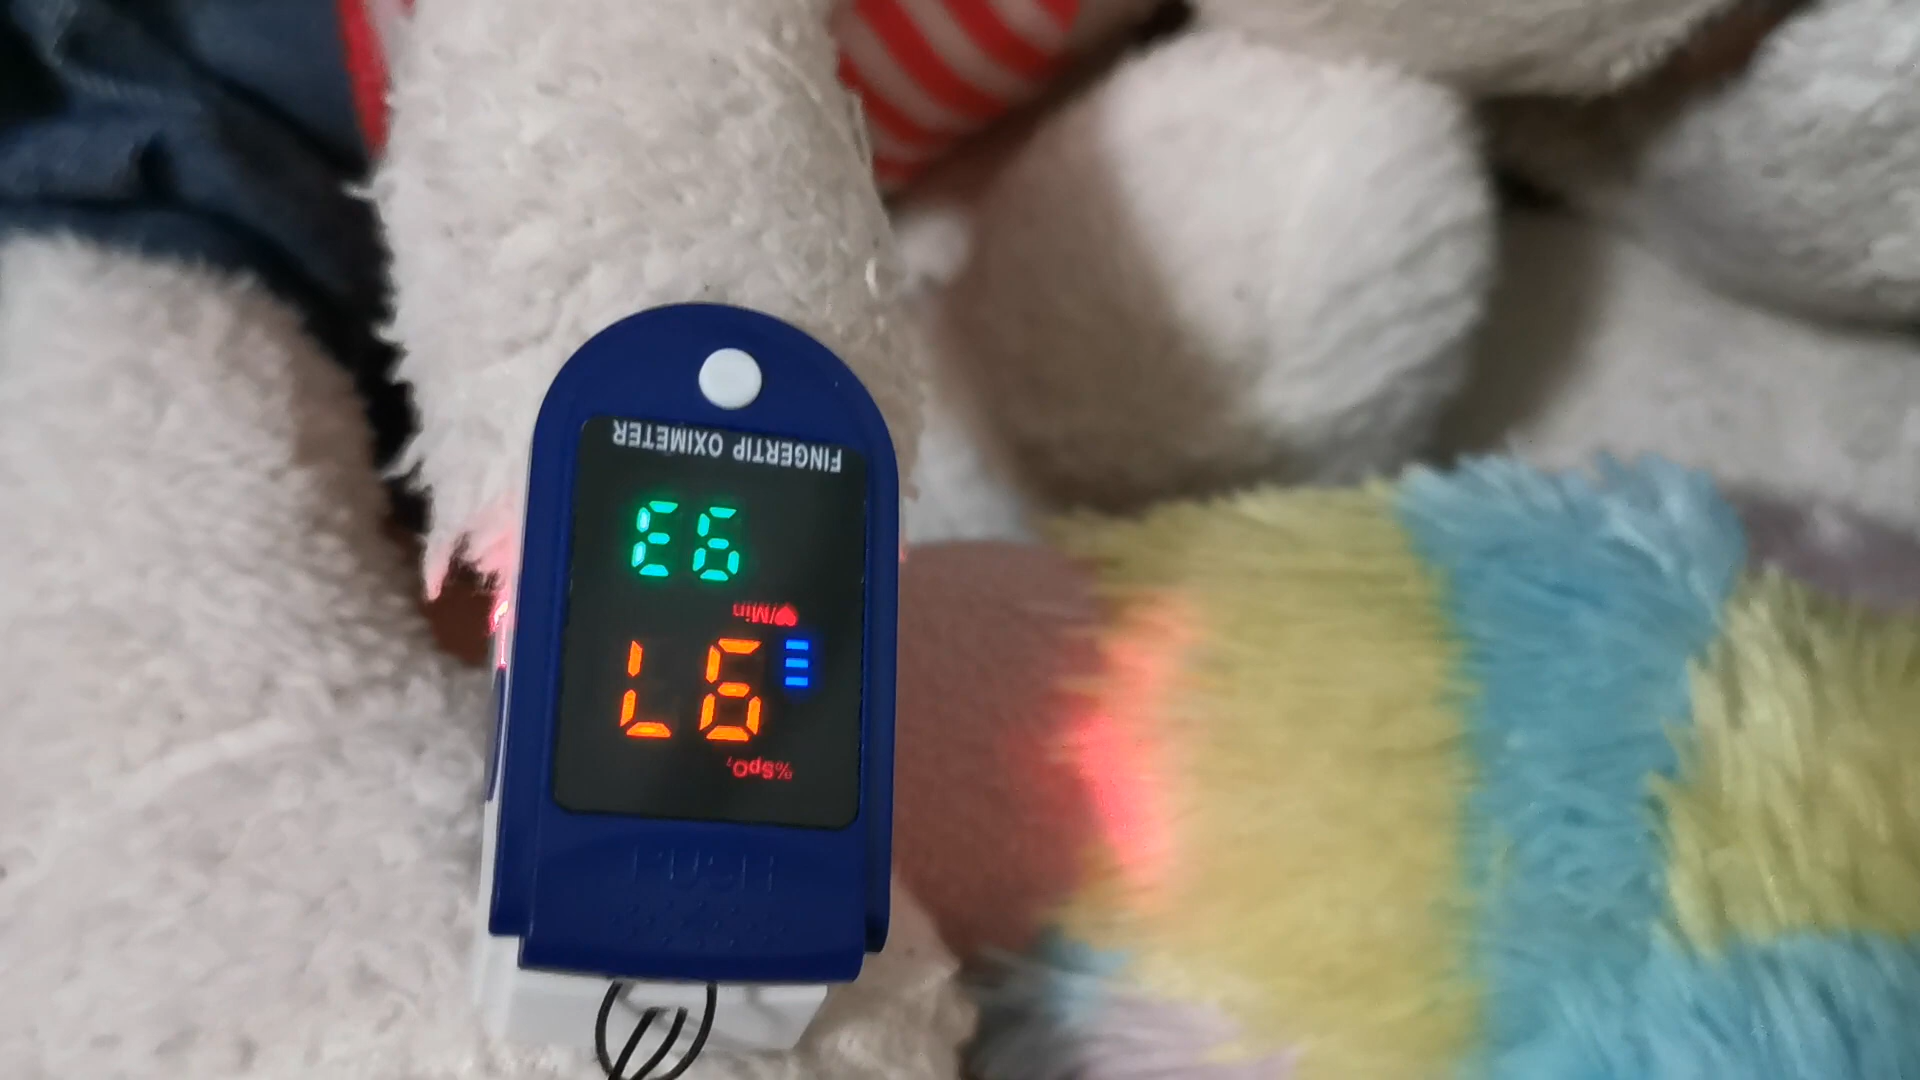 %SpO₂
97
♥/Min
93
FINGERTIP OXIMETER